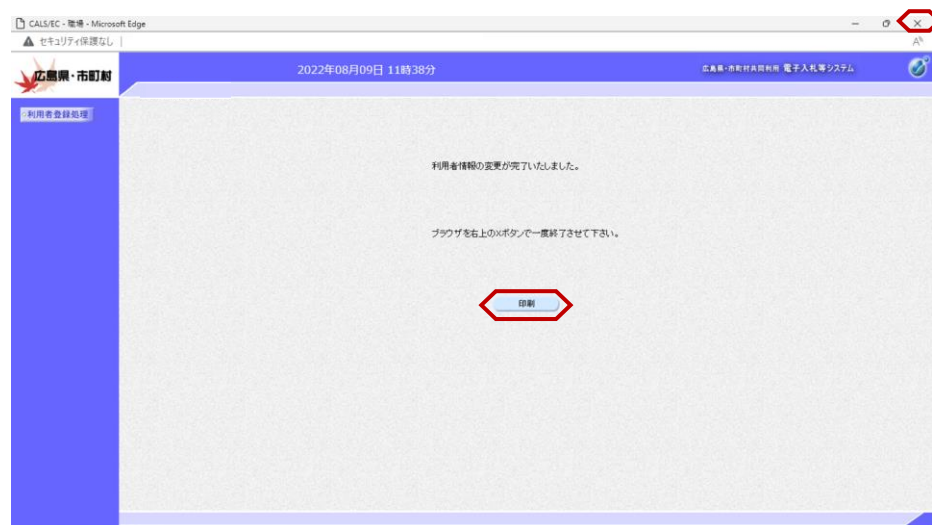 CALS/EC - 職場 - Microsoft Edge
セキュリティ保護なし
A
広島県・市町村
2022年08月09日 11時38分
広島県・市町村共同利用 電子入札等システム
利用者登録処理
利用者情報の変更が完了いたしました。
ブラウザを右上の×ボタンで一度終了させて下さい。
印刷